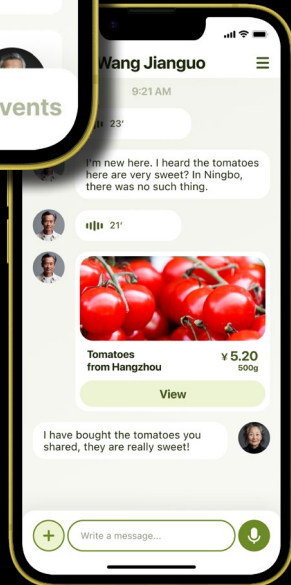 vents
Wang Jianguo
9:21 AM
23'
I'm new here. I heard the tomatoes
here are very sweet? In Ningbo,
there was no such thing.
21'
Tomatoes
from Hangzhou
¥ 5.20
500g
View
I have bought the tomatoes you
shared, they are really sweet!
Write a message...